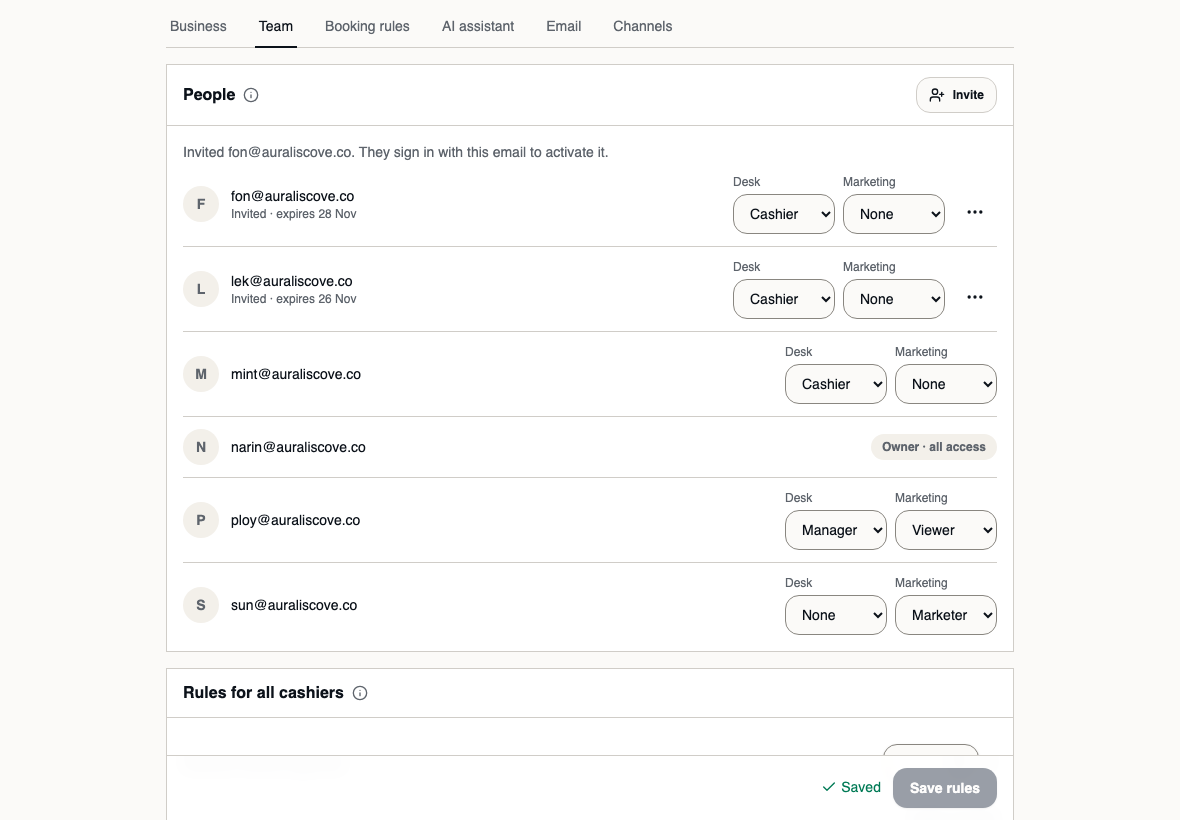 Business Team Booking rules AI assistant Email Channels
People Invite
Invited fon@auraliscove.co. They sign in with this email to activate it.
Desk Marketing
F fon@auraliscove.co Cashier None
Invited · expires 28 Nov
Desk Marketing
L lek@auraliscove.co Cashier None
Invited · expires 26 Nov
Desk Marketing
M mint@auraliscove.co Cashier None
N narin@auraliscove.co Owner · all access
Desk Marketing
P ploy@auraliscove.co Manager Viewer
Desk Marketing
S sun@auraliscove.co None Marketer
Rules for all cashiers
Saved Save rules